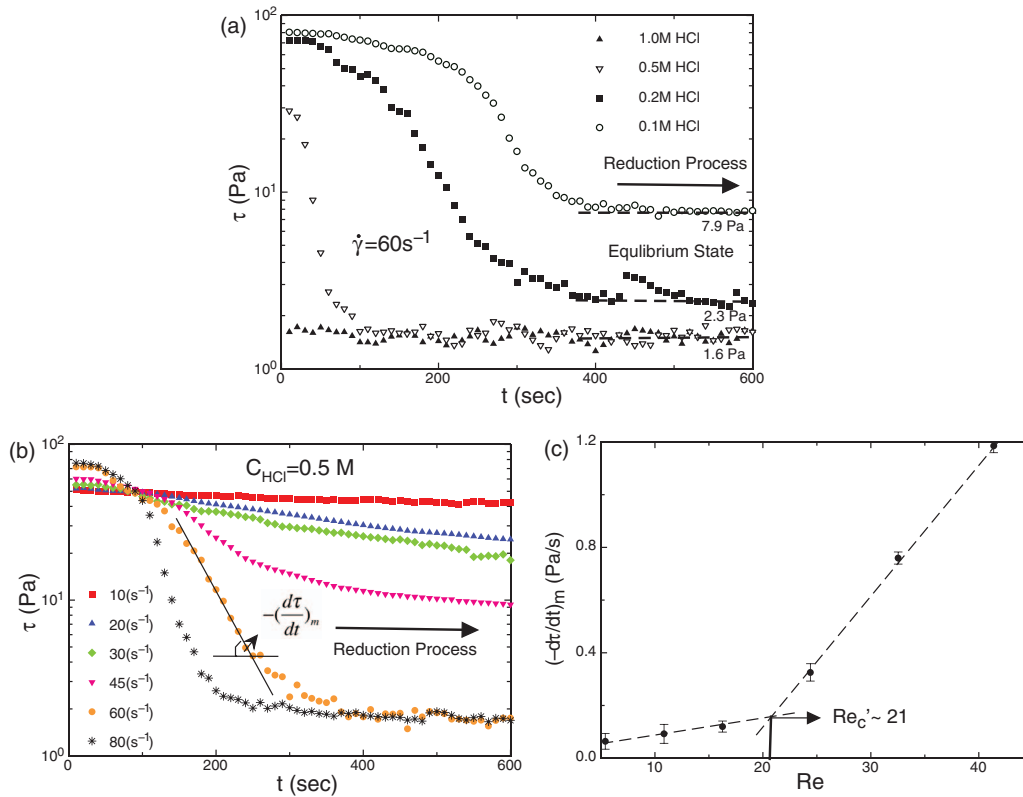 (a)
10²
10¹
10⁰
τ (Pa)
1.0M HCl
0.5M HCl
0.2M HCl
0.1M HCl
Reduction Process
7.9 Pa
γ̇=60s⁻¹
Equlibrium State
2.3 Pa
1.6 Pa
0 200 400 600
t (sec)
(b)
10²
10¹
10⁰
τ (Pa)
C_HCl=0.5 M
10(s⁻¹)
20(s⁻¹)
30(s⁻¹)
45(s⁻¹)
60(s⁻¹)
80(s⁻¹)
-(dτ/dt)ₘ
Reduction Process
0 200 400 600
t (sec)
(c)
1.2
0.8
0.4
0.0
(–dτ/dt)ₘ (Pa/s)
Re_c'~ 21
10 20 30 40
Re